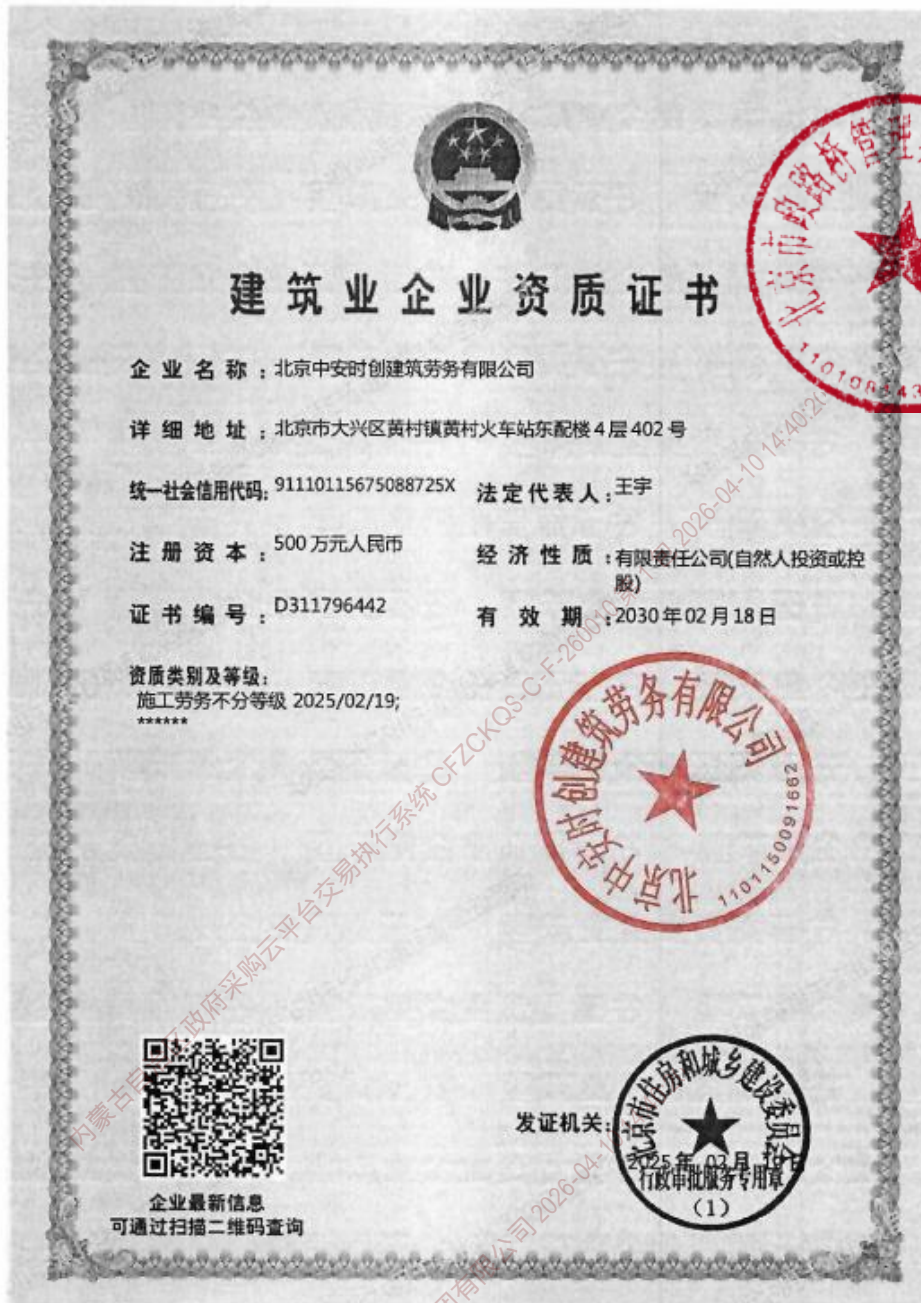 建筑业企业资质证书
企业名称：北京中安时创建筑劳务有限公司
详细地址：北京市大兴区黄村镇黄村火车站东配楼4层402号
统一社会信用代码：91110115675088725X 法定代表人：王宇
注册资本：500万元人民币 经济性质：有限责任公司(自然人投资或控
股)
证书编号：D311796442 有效期：2030年02月18日
资质类别及等级：
施工劳务不分等级 2025/02/19;
******
北京市政路桥管理
北京中安时创建筑劳务有限公司
1101150091662
发证机关：
北京市住房和城乡建设委员会
行政审批服务专用章
（1）
企业最新信息
可通过扫描二维码查询
政府采购云平台交易执行系统 CFZCKQS-C-F-260010
2026-04-10 14:40:20